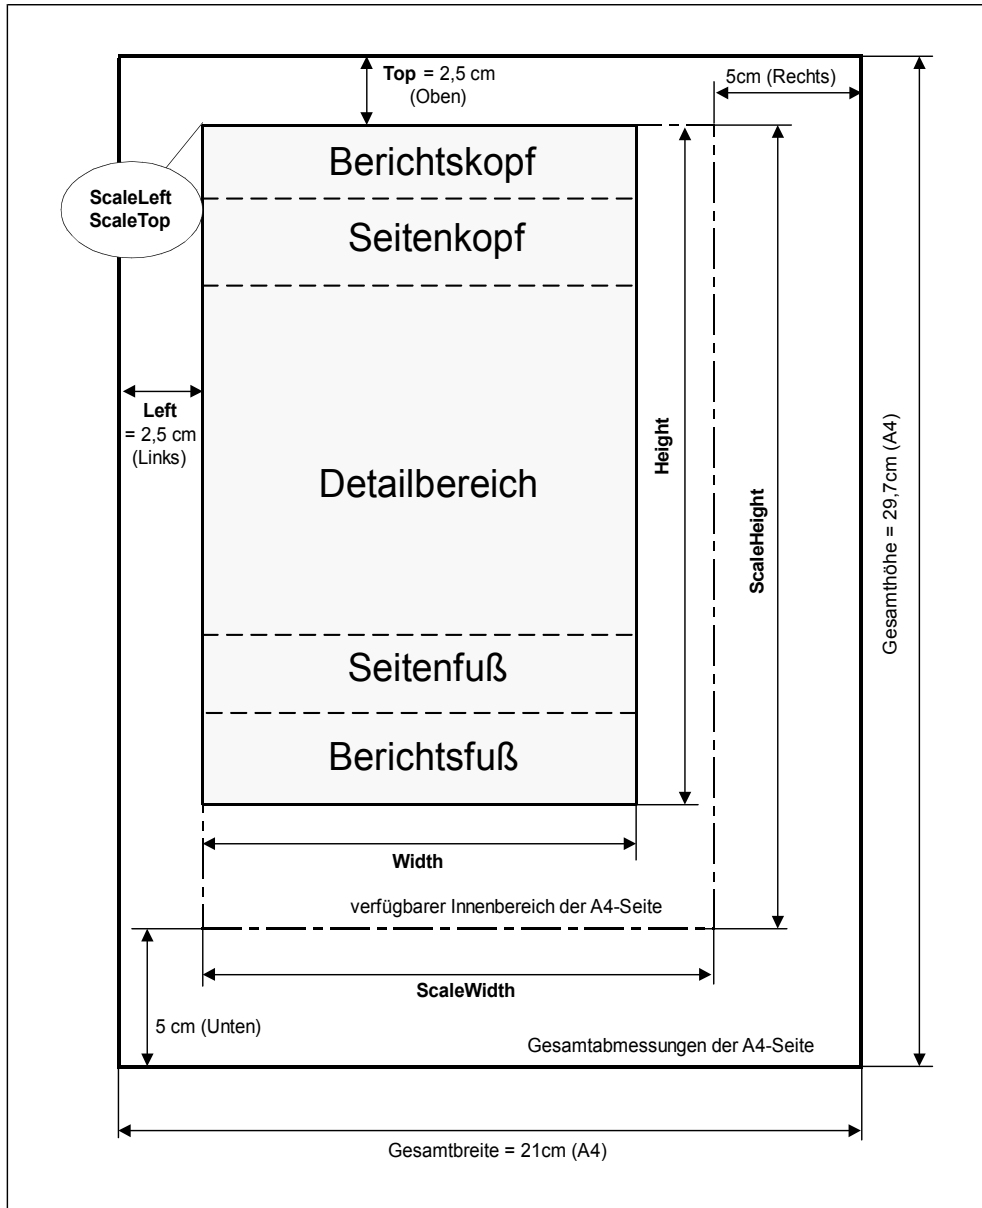 Top = 2,5 cm
(Oben)
5cm (Rechts)
Berichtskopf
ScaleLeft
ScaleTop
Seitenkopf
Left
= 2,5 cm
(Links)
Detailbereich
Height
ScaleHeight
Gesamthöhe = 29,7cm (A4)
Seitenfuß
Berichtsfuß
Width
verfügbarer Innenbereich der A4-Seite
ScaleWidth
5 cm (Unten)
Gesamtabmessungen der A4-Seite
Gesamtbreite = 21cm (A4)